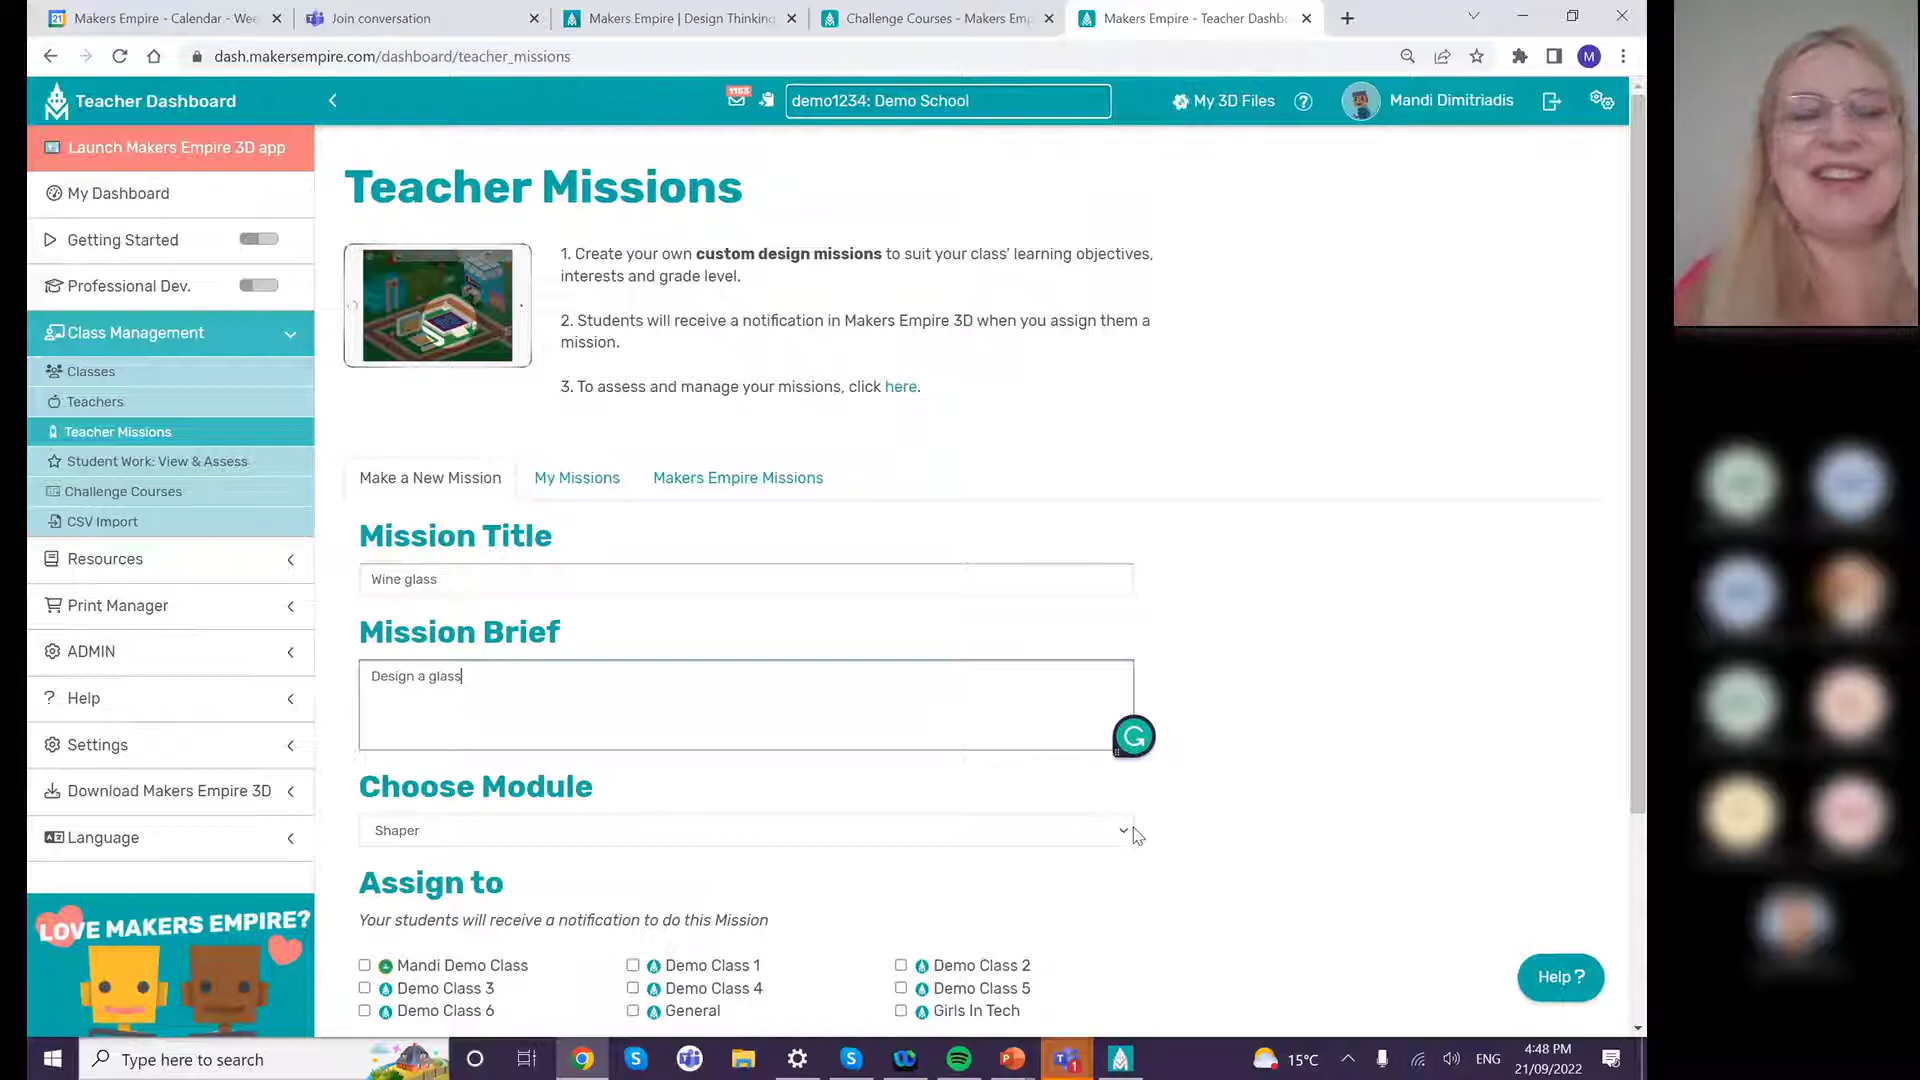 Makers Empire - Calendar - Wee
Join conversation
Makers Empire | Design Thinking
Challenge Courses - Makers Emp
Makers Empire - Teacher Dashbo
dash.makersempire.com/dashboard/teacher_missions
M
Teacher Dashboard
1153
demo1234: Demo School
My 3D Files
Mandi Dimitriadis
Launch Makers Empire 3D app
My Dashboard
Getting Started
Professional Dev.
Class Management
Classes
Teachers
Teacher Missions
Student Work: View & Assess
Challenge Courses
CSV Import
Resources
Print Manager
ADMIN
Help
Settings
Download Makers Empire 3D
Language
LOVE MAKERS EMPIRE?
Teacher Missions
1. Create your own custom design missions to suit your class' learning objectives,
interests and grade level.
2. Students will receive a notification in Makers Empire 3D when you assign them a
mission.
3. To assess and manage your missions, click here.
Make a New Mission
My Missions
Makers Empire Missions
Mission Title
Wine glass
Mission Brief
Design a glass
Choose Module
Shaper
Assign to
Your students will receive a notification to do this Mission
Mandi Demo Class
Demo Class 1
Demo Class 2
Demo Class 3
Demo Class 4
Demo Class 5
Demo Class 6
General
Girls In Tech
Help ?
Type here to search
15°C
ENG
4:48 PM
21/09/2022